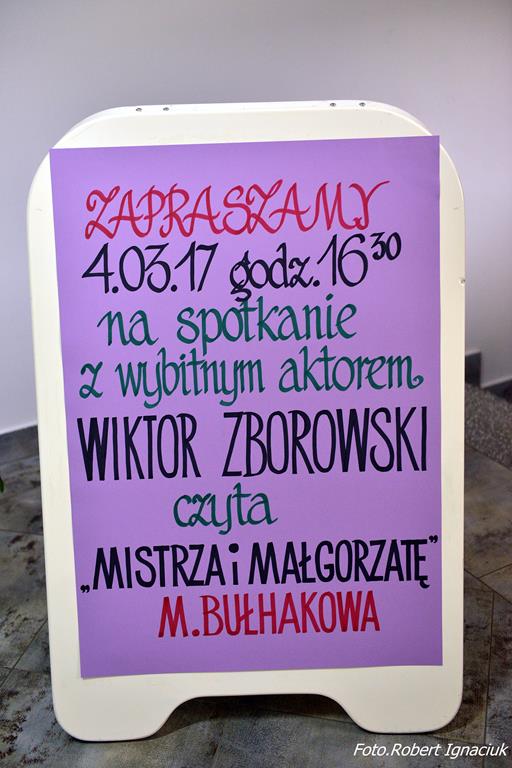 ZAPRASZAMY
4.03.17 godz.16³⁰
na spotkanie
z wybitnym aktorem
WIKTOR ZBOROWSKI
czyta
„MISTRZA i MAŁGORZATĘ”
M.BUŁHAKOWA
Foto.Robert Ignaciuk